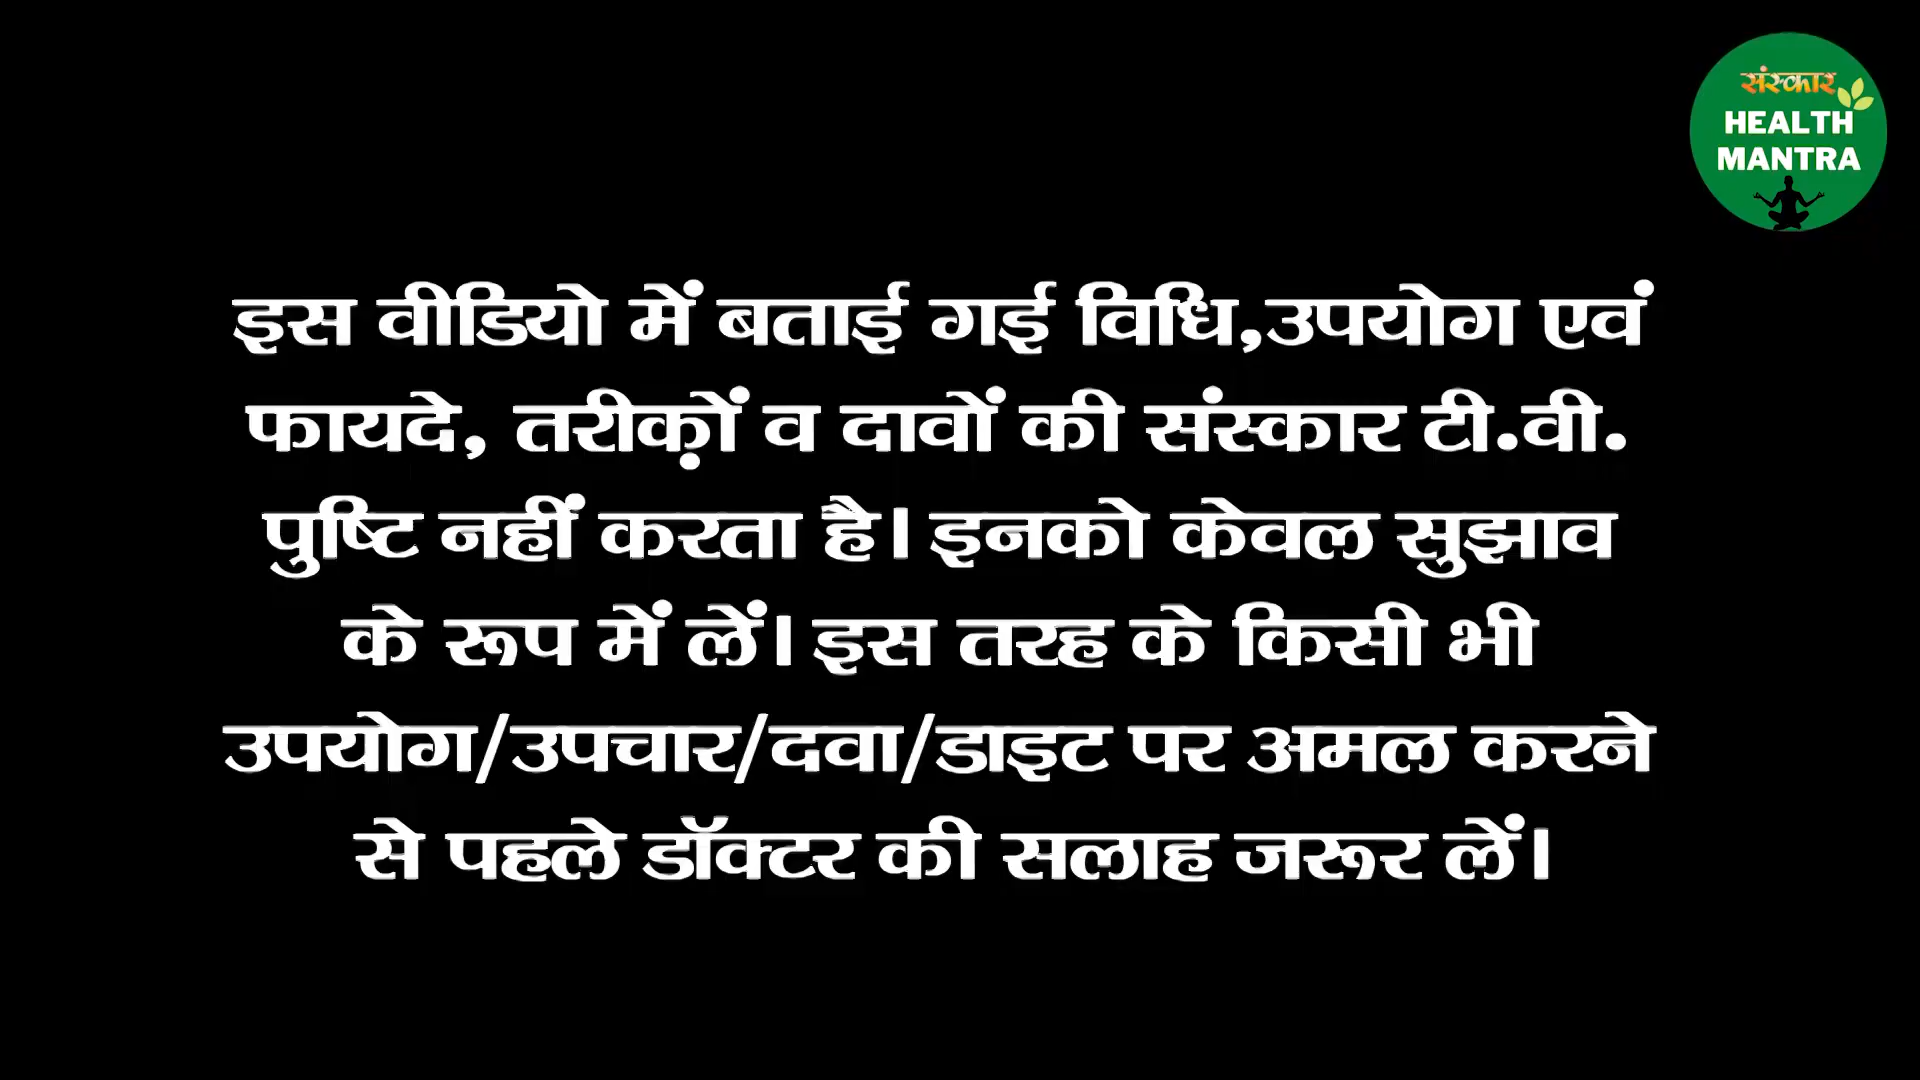 संस्कार
HEALTH
MANTRA
इस वीडियो में बताई गई विधि,उपयोग एवं
फायदे, तरीक़ों व दावों की संस्कार टी.वी.
पुष्टि नहीं करता है। इनको केवल सुझाव
के रूप में लें। इस तरह के किसी भी
उपयोग/उपचार/दवा/डाइट पर अमल करने
से पहले डॉक्टर की सलाह जरूर लें।